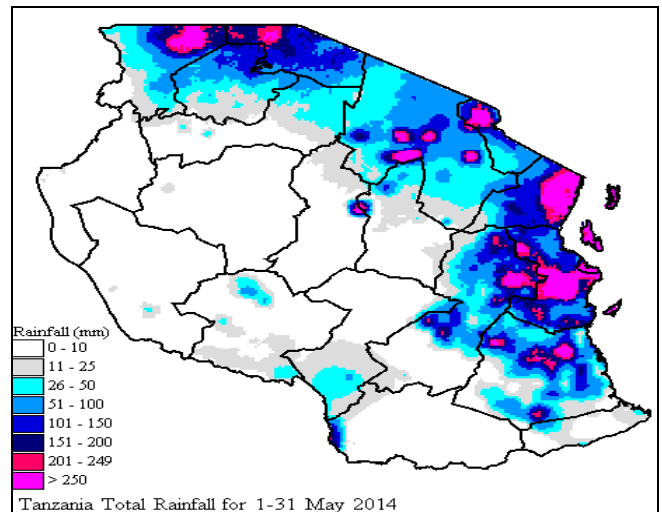 Rainfall (mm)
0 - 10
11 - 25
26 - 50
51 - 100
101 - 150
151 - 200
201 - 249
> 250
Tanzania Total Rainfall for 1-31 May 2014